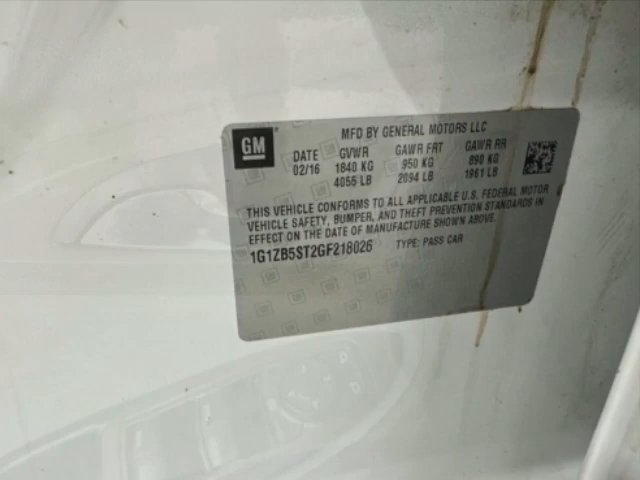 GM
MFD BY GENERAL MOTORS LLC
DATE GVWR GAWR FRT GAWR RR
02/16 1840 KG 950 KG 890 KG
4055 LB 2094 LB 1961 LB
THIS VEHICLE CONFORMS TO ALL APPLICABLE U.S. FEDERAL MOTOR
VEHICLE SAFETY, BUMPER, AND THEFT PREVENTION STANDARDS IN
EFFECT ON THE DATE OF MANUFACTURE SHOWN ABOVE.
1G1ZB5ST2GF218026 TYPE: PASS CAR